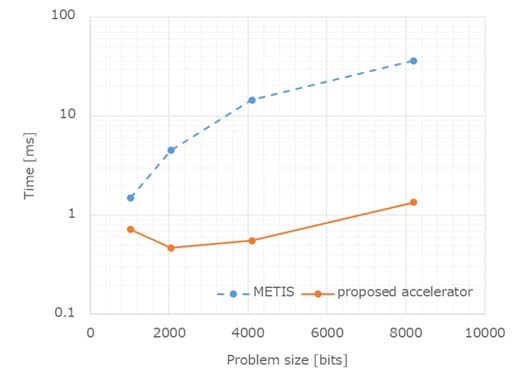 100
10
1
0.1
Time [ms]
METIS
proposed accelerator
0 2000 4000 6000 8000 10000
Problem size [bits]